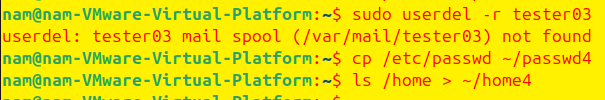 nam@nam-VMware-Virtual-Platform:~$ sudo userdel -r tester03
userdel: tester03 mail spool (/var/mail/tester03) not found
nam@nam-VMware-Virtual-Platform:~$ cp /etc/passwd ~/passwd4
nam@nam-VMware-Virtual-Platform:~$ ls /home > ~/home4